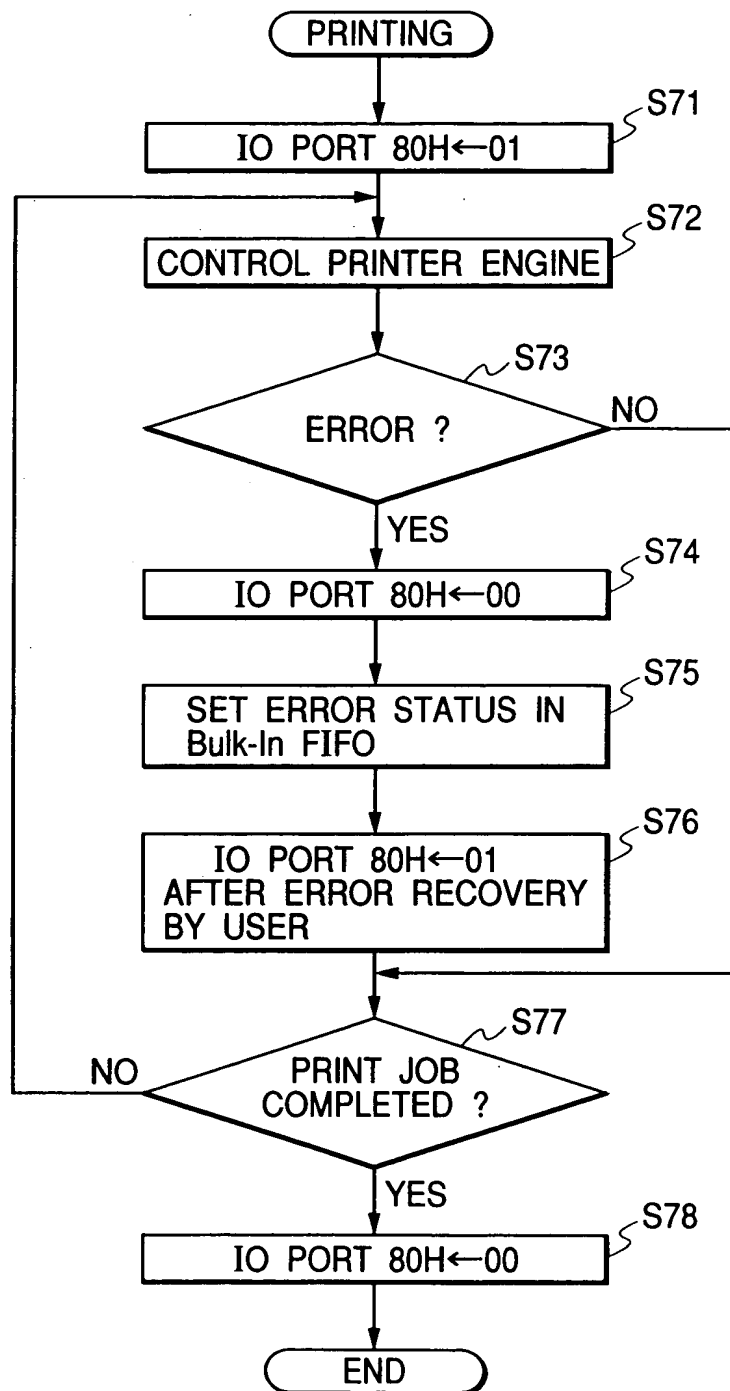 PRINTING
S71
IO PORT 80H←01
S72
CONTROL PRINTER ENGINE
S73
ERROR ?
NO
YES
S74
IO PORT 80H←00
S75
SET ERROR STATUS IN
Bulk-In FIFO
S76
IO PORT 80H←01
AFTER ERROR RECOVERY
BY USER
S77
NO
PRINT JOB
COMPLETED ?
YES
S78
IO PORT 80H←00
END